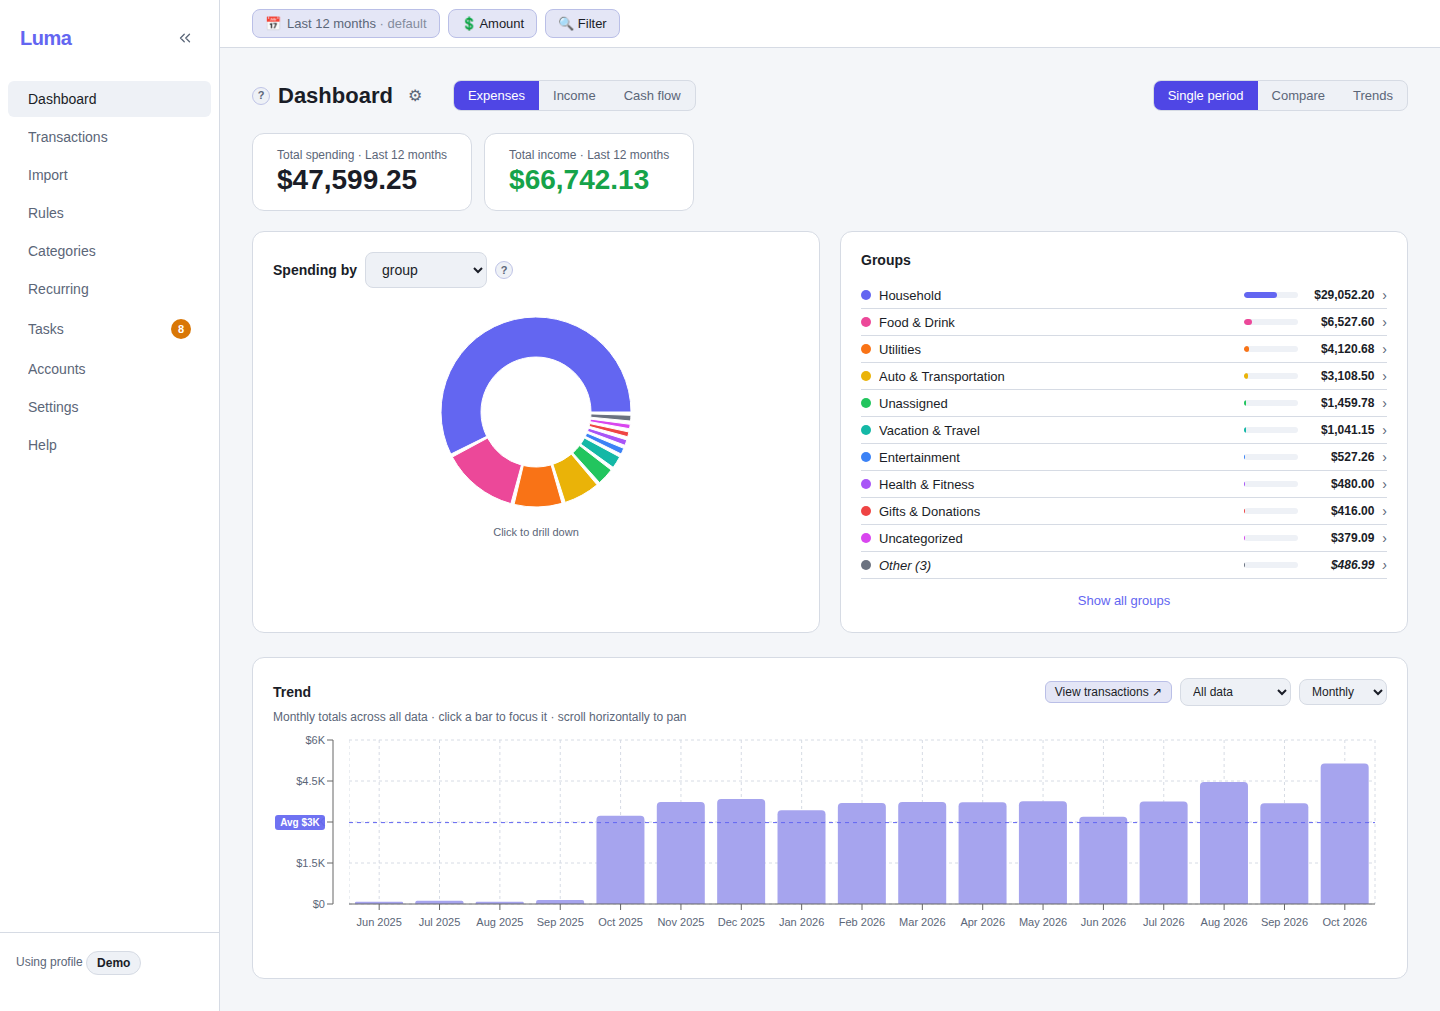 Luma
Dashboard
Transactions
Import
Rules
Categories
Recurring
Tasks 8
Accounts
Settings
Help
Using profile Demo
📅 Last 12 months · default
💲 Amount
🔍 Filter
? Dashboard ⚙
Expenses Income Cash flow
Single period Compare Trends
Total spending · Last 12 months
$47,599.25
Total income · Last 12 months
$66,742.13
Spending by group ?
Click to drill down
Groups
Household $29,052.20 ›
Food & Drink $6,527.60 ›
Utilities $4,120.68 ›
Auto & Transportation $3,108.50 ›
Unassigned $1,459.78 ›
Vacation & Travel $1,041.15 ›
Entertainment $527.26 ›
Health & Fitness $480.00 ›
Gifts & Donations $416.00 ›
Uncategorized $379.09 ›
Other (3) $486.99 ›
Show all groups
Trend
View transactions ↗ All data Monthly
Monthly totals across all data · click a bar to focus it · scroll horizontally to pan
$6K
$4.5K
Avg $3K
$1.5K
$0
Jun 2025 Jul 2025 Aug 2025 Sep 2025 Oct 2025 Nov 2025 Dec 2025 Jan 2026 Feb 2026 Mar 2026 Apr 2026 May 2026 Jun 2026 Jul 2026 Aug 2026 Sep 2026 Oct 2026